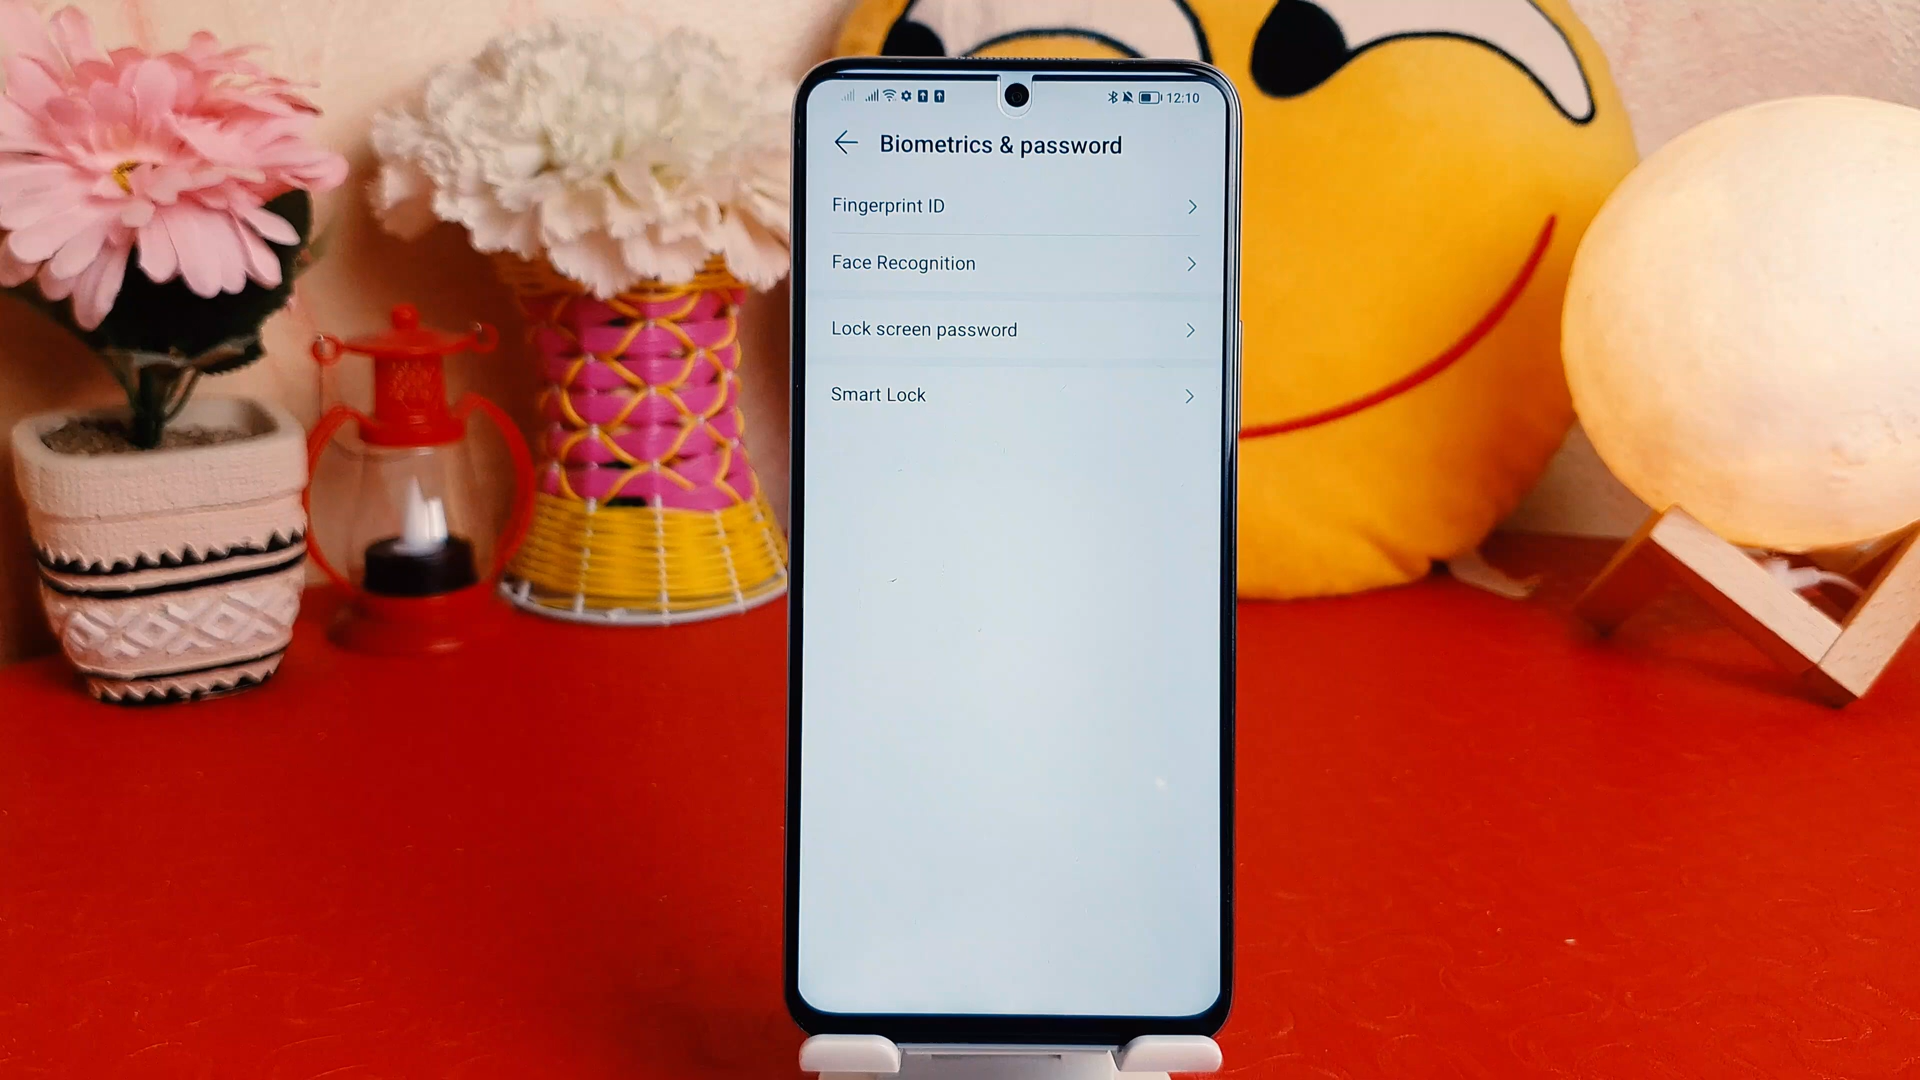 12:10
Biometrics & password
Fingerprint ID
Face Recognition
Lock screen password
Smart Lock